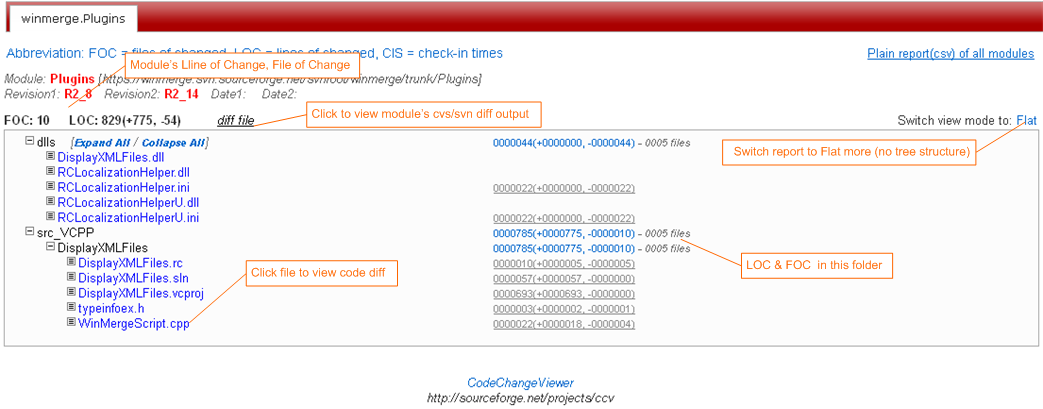 winmerge.Plugins
Abbreviation: FOC = files of changed, LOC = lines of changed, CIS = check-in times
Plain report(csv) of all modules
Module's Lline of Change, File of Change
Module: Plugins [https://winmerge.svn.sourceforge.net/svnroot/winmerge/trunk/Plugins]
Revision1: R2_8 Revision2: R2_14 Date1: Date2:
Click to view module's cvs/svn diff output
FOC: 10 LOC: 829(+775, -54) diff file
Switch view mode to: Flat
dlls [Expand All / Collapse All] 0000044(+0000000, -0000044) - 0005 files
Switch report to Flat more (no tree structure)
DisplayXMLFiles.dll
RCLocalizationHelper.dll
RCLocalizationHelper.ini 0000022(+0000000, -0000022)
RCLocalizationHelperU.dll
RCLocalizationHelperU.ini 0000022(+0000000, -0000022)
src_VCPP 0000785(+0000775, -0000010) - 0005 files
DisplayXMLFiles 0000785(+0000775, -0000010) - 0005 files
DisplayXMLFiles.rc 0000010(+0000005, -0000005)
LOC & FOC in this folder
Click file to view code diff
DisplayXMLFiles.sln 0000057(+0000057, -0000000)
DisplayXMLFiles.vcproj 0000693(+0000693, -0000000)
typeinfoex.h 0000003(+0000002, -0000001)
WinMergeScript.cpp 0000022(+0000018, -0000004)
CodeChangeViewer
http://sourceforge.net/projects/ccv